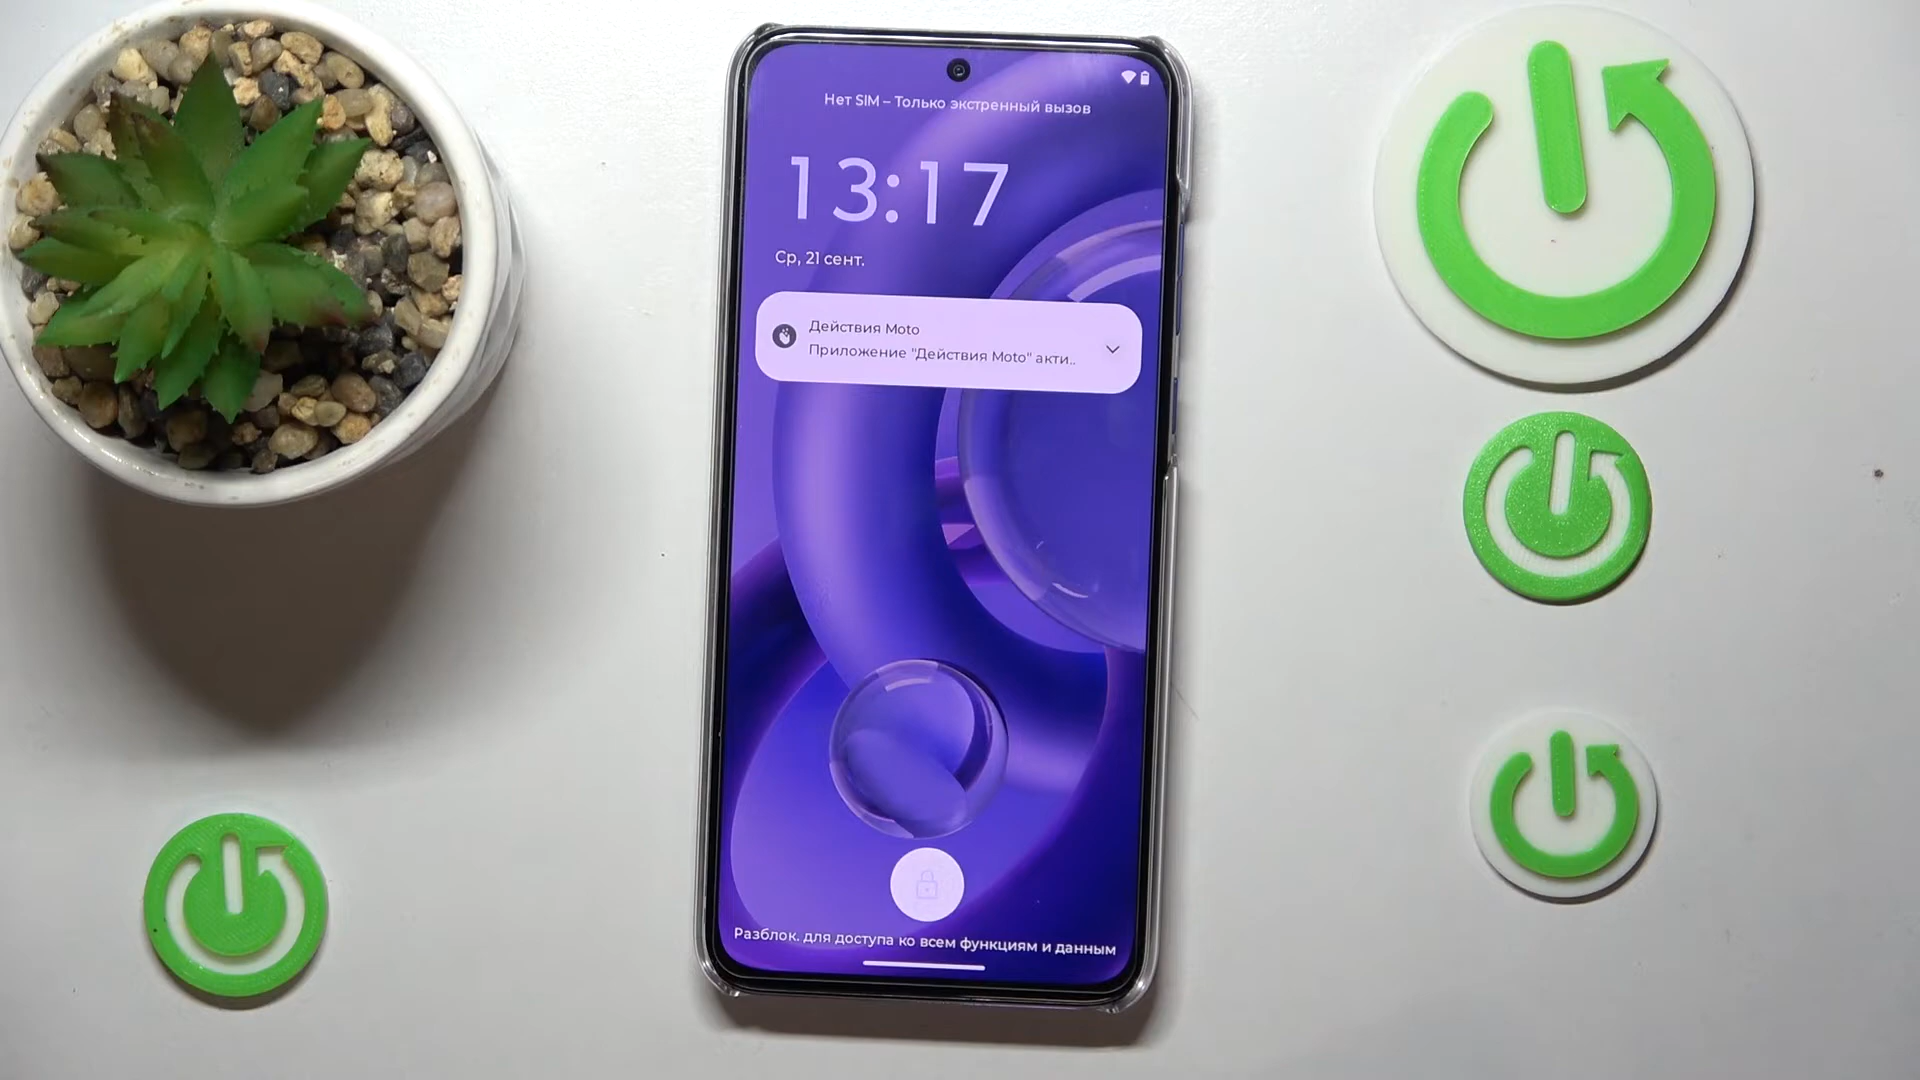 Нет SIM – Только экстренный вызов
13:17
Ср, 21 сент.
Действия Moto
Приложение "Действия Moto" акти..
Разблок. для доступа ко всем функциям и данным